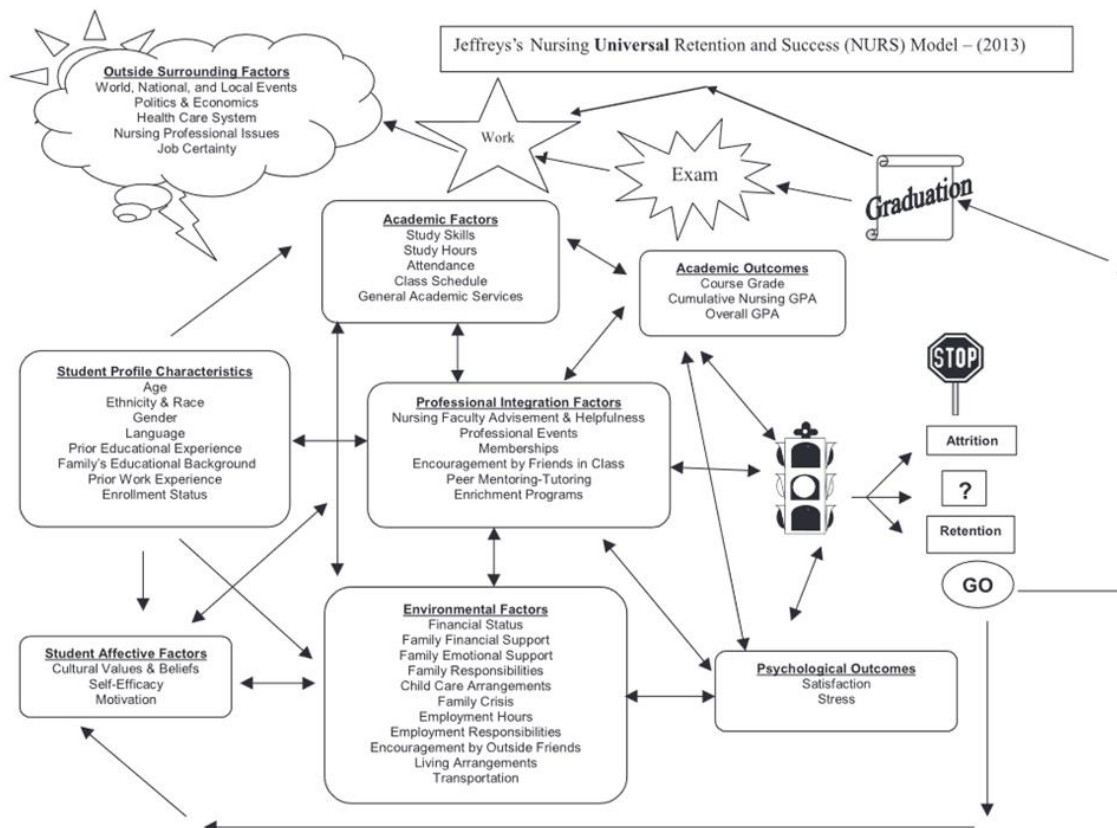 Jeffreys's Nursing Universal Retention and Success (NURS) Model – (2013)
Outside Surrounding Factors
World, National, and Local Events
Politics & Economics
Health Care System
Nursing Professional Issues
Job Certainty
Work
Exam
Graduation
Academic Factors
Study Skills
Study Hours
Attendance
Class Schedule
General Academic Services
Academic Outcomes
Course Grade
Cumulative Nursing GPA
Overall GPA
Student Profile Characteristics
Age
Ethnicity & Race
Gender
Language
Prior Educational Experience
Family's Educational Background
Prior Work Experience
Enrollment Status
Professional Integration Factors
Nursing Faculty Advisement & Helpfulness
Professional Events
Memberships
Encouragement by Friends in Class
Peer Mentoring-Tutoring
Enrichment Programs
STOP
Attrition
?
Retention
GO
Student Affective Factors
Cultural Values & Beliefs
Self-Efficacy
Motivation
Environmental Factors
Financial Status
Family Financial Support
Family Emotional Support
Family Responsibilities
Child Care Arrangements
Family Crisis
Employment Hours
Employment Responsibilities
Encouragement by Outside Friends
Living Arrangements
Transportation
Psychological Outcomes
Satisfaction
Stress